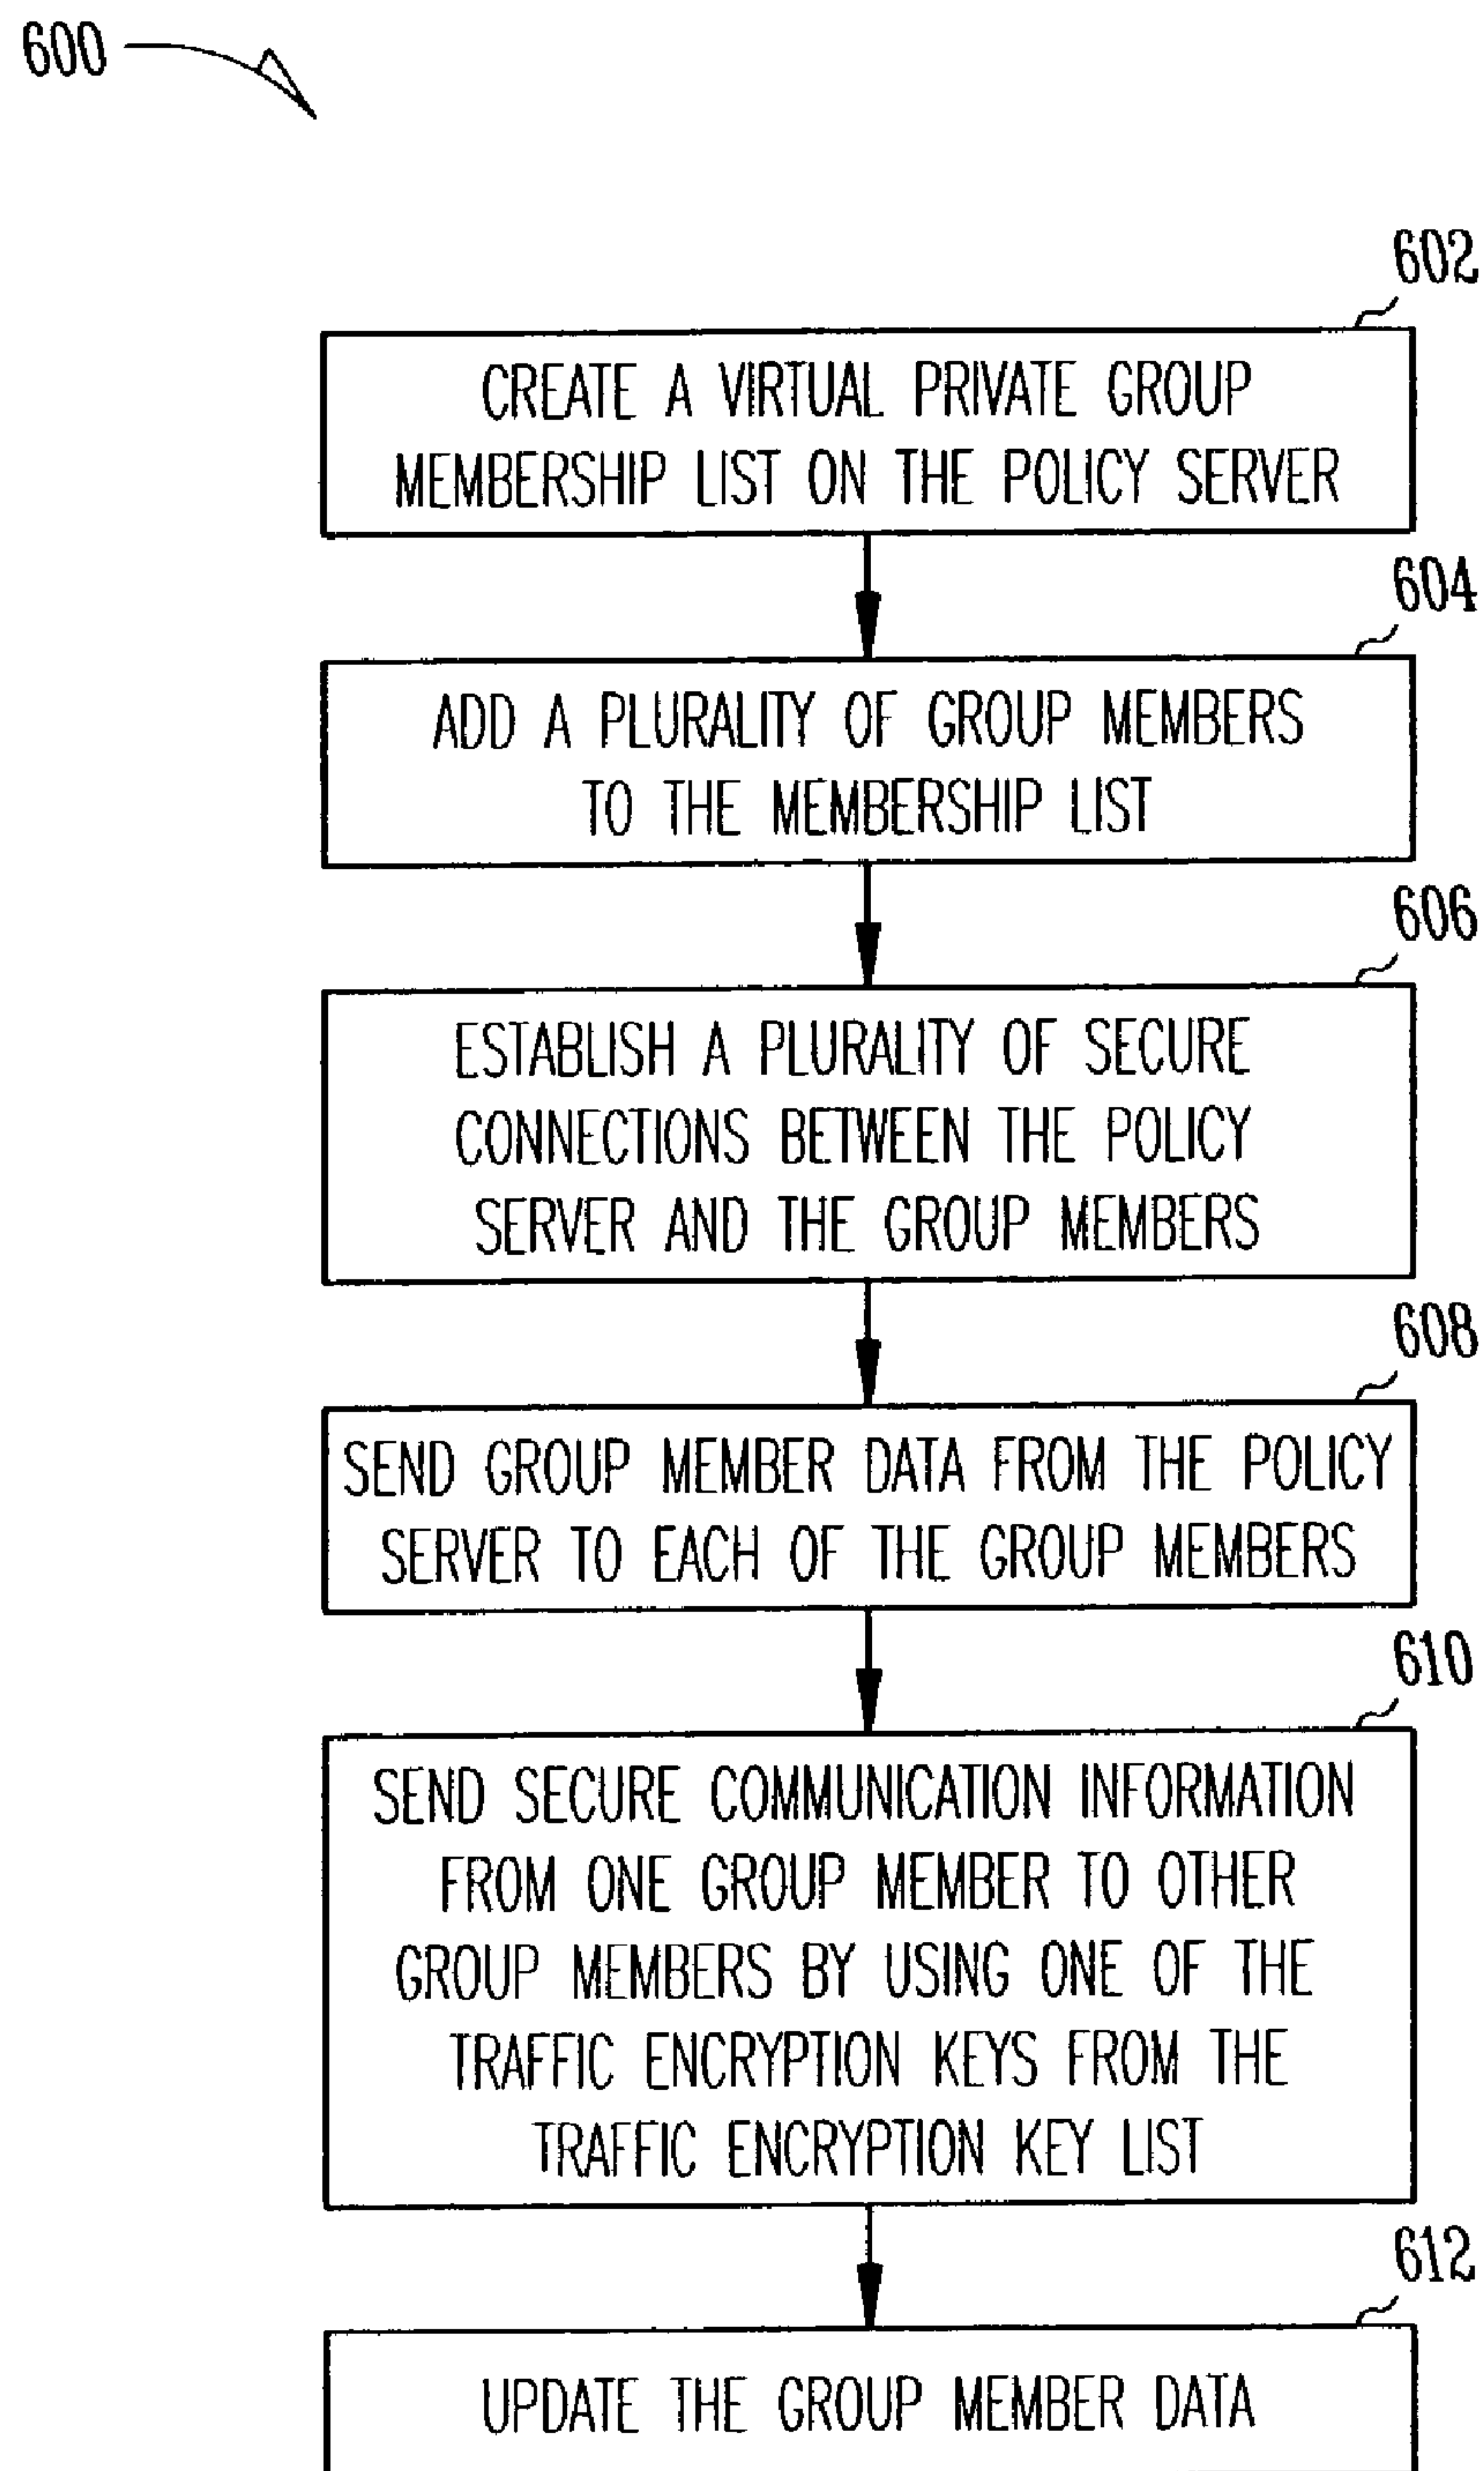 600
602
CREATE A VIRTUAL PRIVATE GROUP
MEMBERSHIP LIST ON THE POLICY SERVER
604
ADD A PLURALITY OF GROUP MEMBERS
TO THE MEMBERSHIP LIST
606
ESTABLISH A PLURALITY OF SECURE
CONNECTIONS BETWEEN THE POLICY
SERVER AND THE GROUP MEMBERS
608
SEND GROUP MEMBER DATA FROM THE POLICY
SERVER TO EACH OF THE GROUP MEMBERS
610
SEND SECURE COMMUNICATION INFORMATION
FROM ONE GROUP MEMBER TO OTHER
GROUP MEMBERS BY USING ONE OF THE
TRAFFIC ENCRYPTION KEYS FROM THE
TRAFFIC ENCRYPTION KEY LIST
612
UPDATE THE GROUP MEMBER DATA